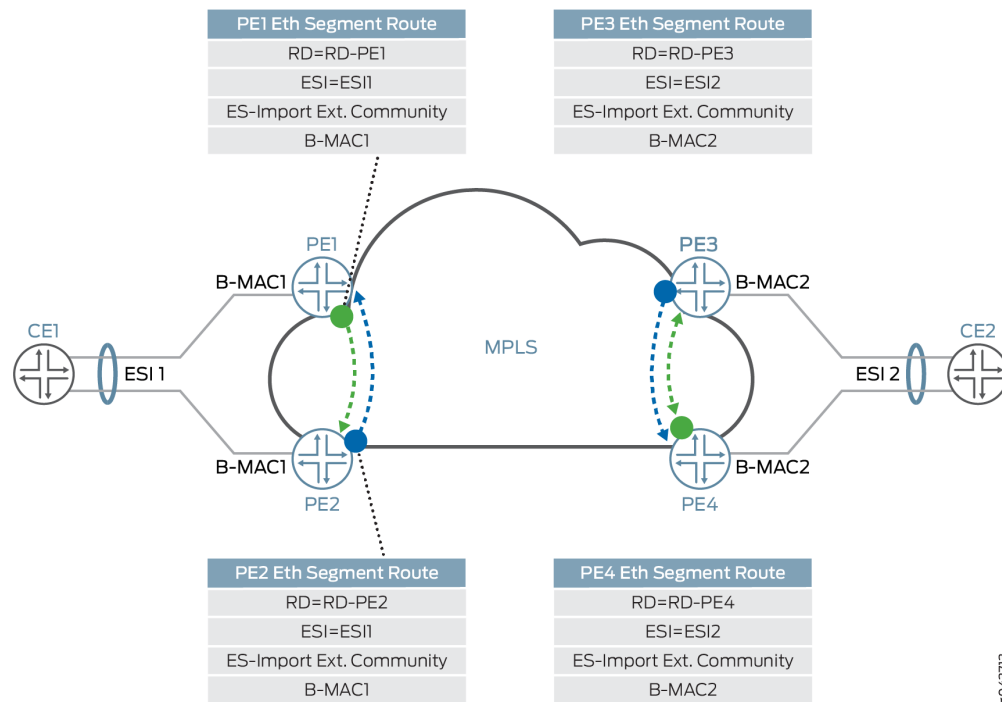 PE1 Eth Segment Route
RD=RD-PE1
ESI=ESI1
ES-Import Ext. Community
B-MAC1
PE3 Eth Segment Route
RD=RD-PE3
ESI=ESI2
ES-Import Ext. Community
B-MAC2
PE1
PE3
B-MAC1
B-MAC2
CE1
MPLS
CE2
ESI 1
ESI 2
B-MAC1
B-MAC2
PE2
PE4
PE2 Eth Segment Route
RD=RD-PE2
ESI=ESI1
ES-Import Ext. Community
B-MAC1
PE4 Eth Segment Route
RD=RD-PE4
ESI=ESI2
ES-Import Ext. Community
B-MAC2